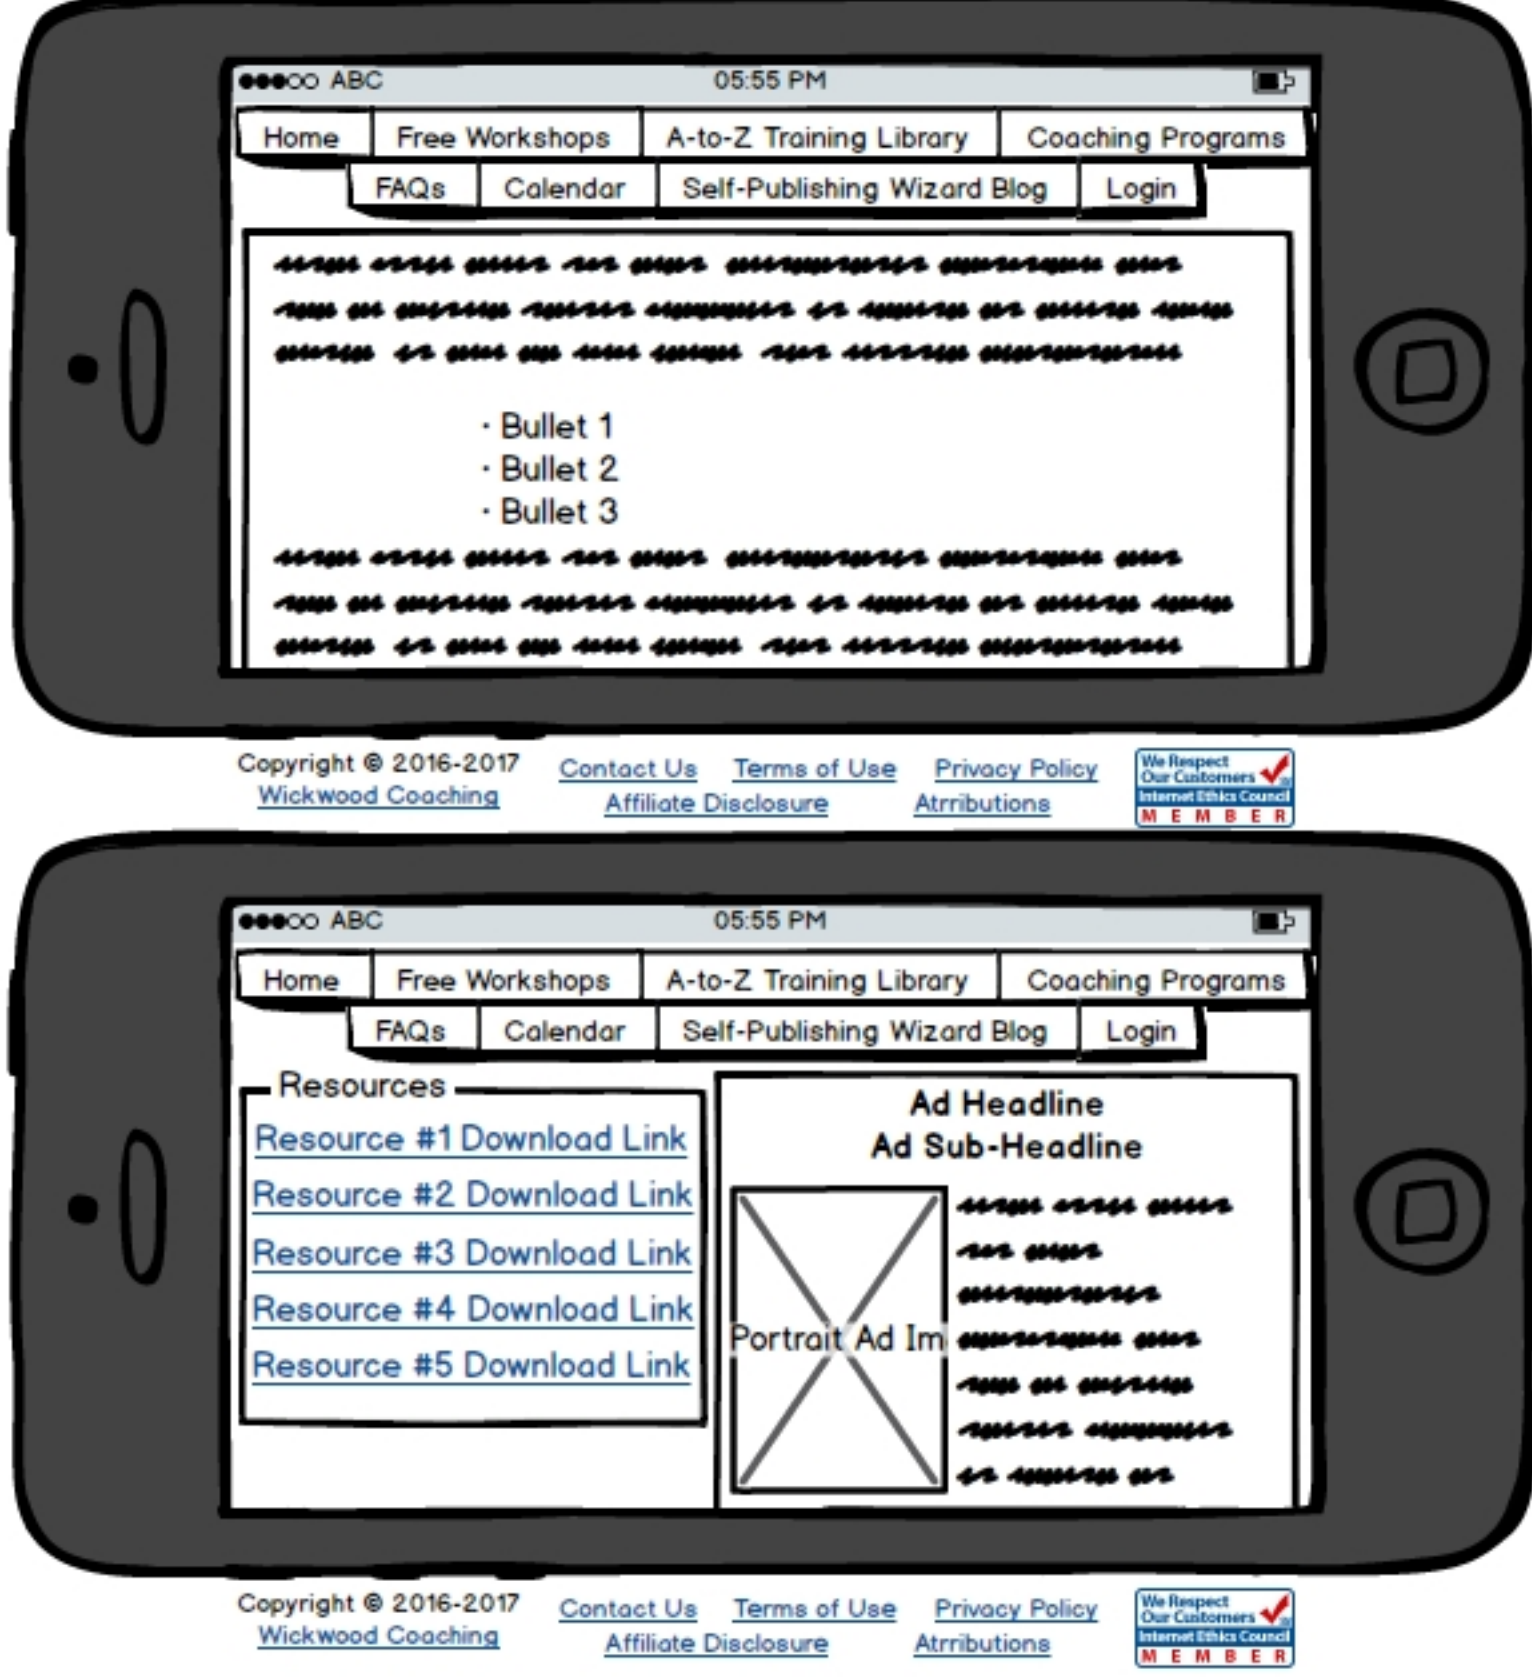 ABC 05:55 PM
Home Free Workshops A-to-Z Training Library Coaching Programs
FAQs Calendar Self-Publishing Wizard Blog Login
· Bullet 1
· Bullet 2
· Bullet 3
Copyright © 2016-2017 Contact Us Terms of Use Privacy Policy
Wickwood Coaching Affiliate Disclosure Atrributions
We Respect
Our Customers
Internet Ethics Council
MEMBER
ABC 05:55 PM
Home Free Workshops A-to-Z Training Library Coaching Programs
FAQs Calendar Self-Publishing Wizard Blog Login
Resources
Resource #1 Download Link
Resource #2 Download Link
Resource #3 Download Link
Resource #4 Download Link
Resource #5 Download Link
Ad Headline
Ad Sub-Headline
Portrait Ad Im
Copyright © 2016-2017 Contact Us Terms of Use Privacy Policy
Wickwood Coaching Affiliate Disclosure Atrributions
We Respect
Our Customers
Internet Ethics Council
MEMBER